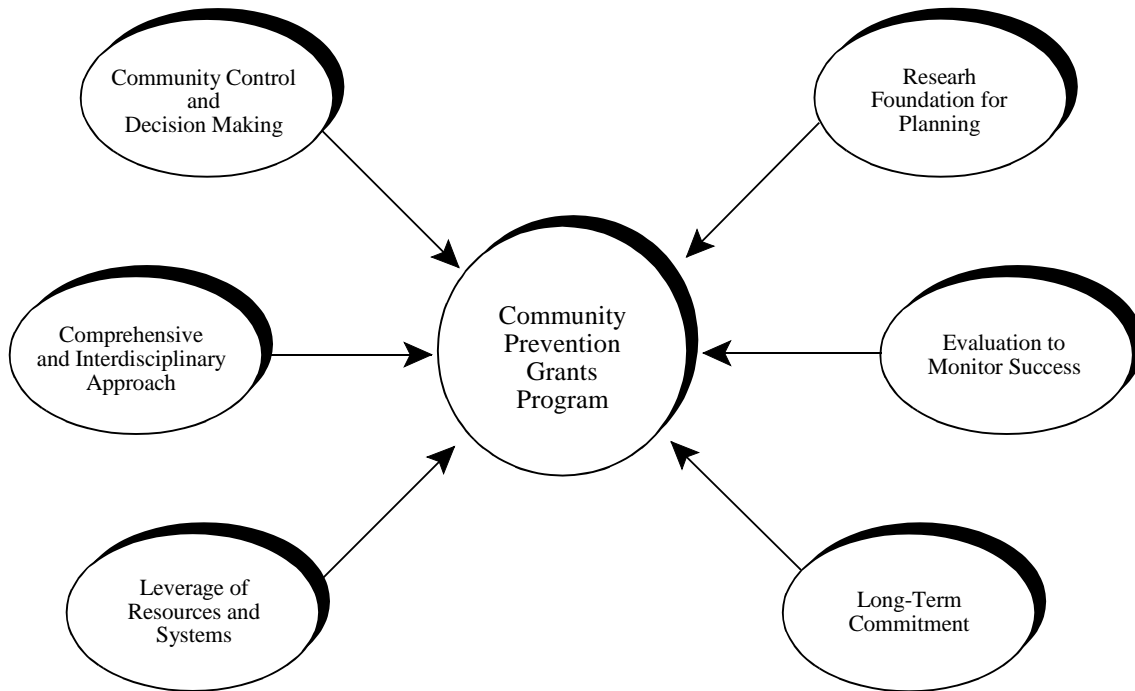 Community Control
and
Decision Making
Researh
Foundation for
Planning
Community
Prevention
Grants
Program
Comprehensive
and Interdisciplinary
Approach
Evaluation to
Monitor Success
Leverage of
Resources and
Systems
Long-Term
Commitment